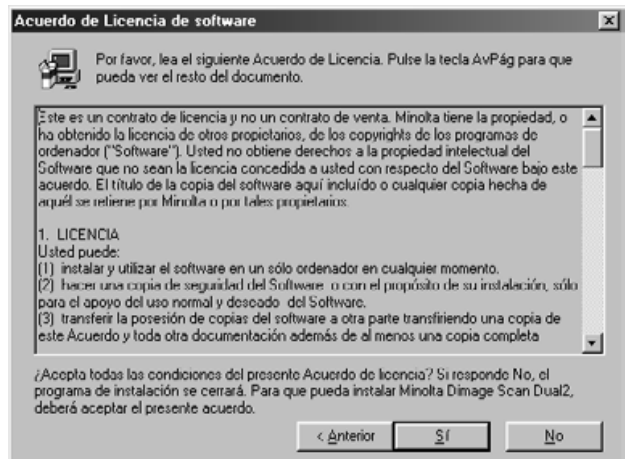 Acuerdo de Licencia de software
Por favor, lea el siguiente Acuerdo de Licencia. Pulse la tecla AvPág para que
pueda ver el resto del documento.
Este es un contrato de licencia y no un contrato de venta. Minolta tiene la propiedad, o
ha obtenido la licencia de otros propietarios, de los copyrights de los programas de
ordenador ("Software"). Usted no obtiene derechos a la propiedad intelectual del
Software que no sean la licencia concedida a usted con respecto del Software bajo este
acuerdo. El título de la copia del software aquí incluído o cualquier copia hecha de
aquél se retiene por Minolta o por tales propietarios.
1. LICENCIA
Usted puede:
(1) instalar y utilizar el software en un sólo ordenador en cualquier momento.
(2) hacer una copia de seguridad del Software o con el propósito de su instalación, sólo
para el apoyo del uso normal y deseado del Software.
(3) transferir la posesión de copias del software a otra parte transfiriendo una copia de
este Acuerdo y toda otra documentación además de al menos una copia completa
¿Acepta todas las condiciones del presente Acuerdo de licencia? Si responde No, el
programa de instalación se cerrará. Para que pueda instalar Minolta Dimage Scan Dual2,
deberá aceptar el presente acuerdo.
< Anterior
Sí
No